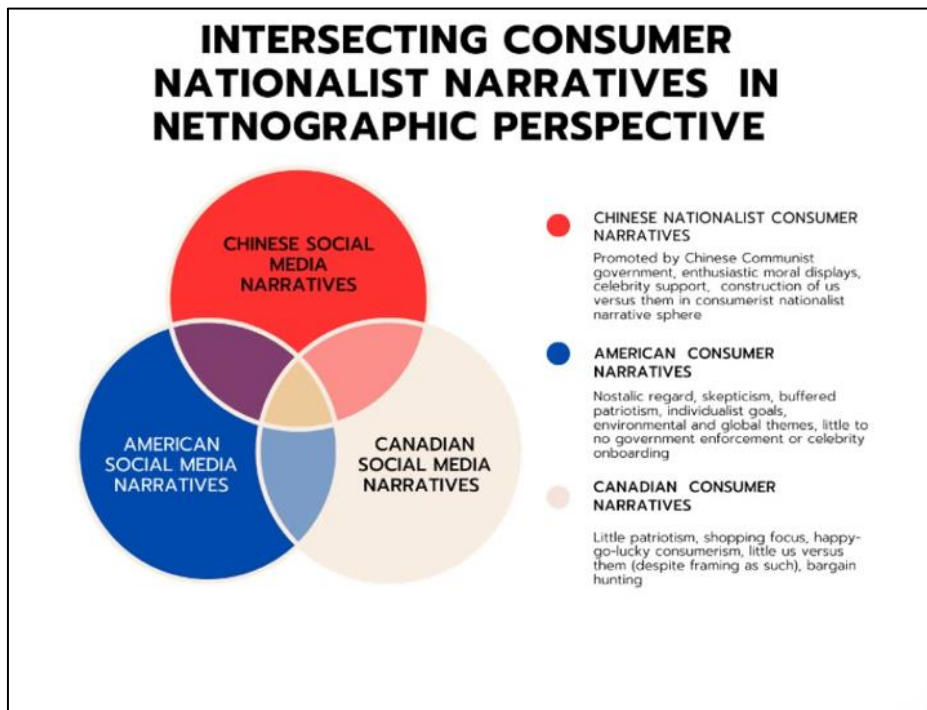 INTERSECTING CONSUMER
NATIONALIST NARRATIVES IN
NETNOGRAPHIC PERSPECTIVE
CHINESE SOCIAL
MEDIA
NARRATIVES
AMERICAN
SOCIAL MEDIA
NARRATIVES
CANADIAN
SOCIAL MEDIA
NARRATIVES
CHINESE NATIONALIST CONSUMER
NARRATIVES
Promoted by Chinese Communist
government, enthusiastic moral displays,
celebrity support, construction of us
versus them in consumerist nationalist
narrative sphere
AMERICAN CONSUMER
NARRATIVES
Nostalic regard, skepticism, buffered
patriotism, individualist goals,
environmental and global themes, little to
no government enforcement or celebrity
onboarding
CANADIAN CONSUMER
NARRATIVES
Little patriotism, shopping focus, happy-
go-lucky consumerism, little us versus
them (despite framing as such), bargain
hunting